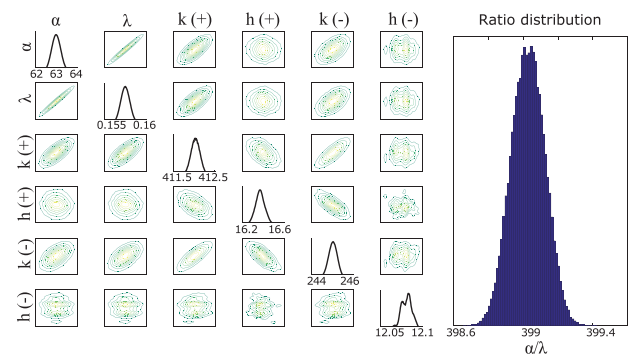 α λ k (+) h (+) k (-) h (-) Ratio distribution
α
62 63 64
λ
0.155 0.16
k (+)
411.5 412.5
h (+)
16.2 16.6
k (-)
244 246
h (-)
12.05 12.1
398.6 399 399.4
α/λ